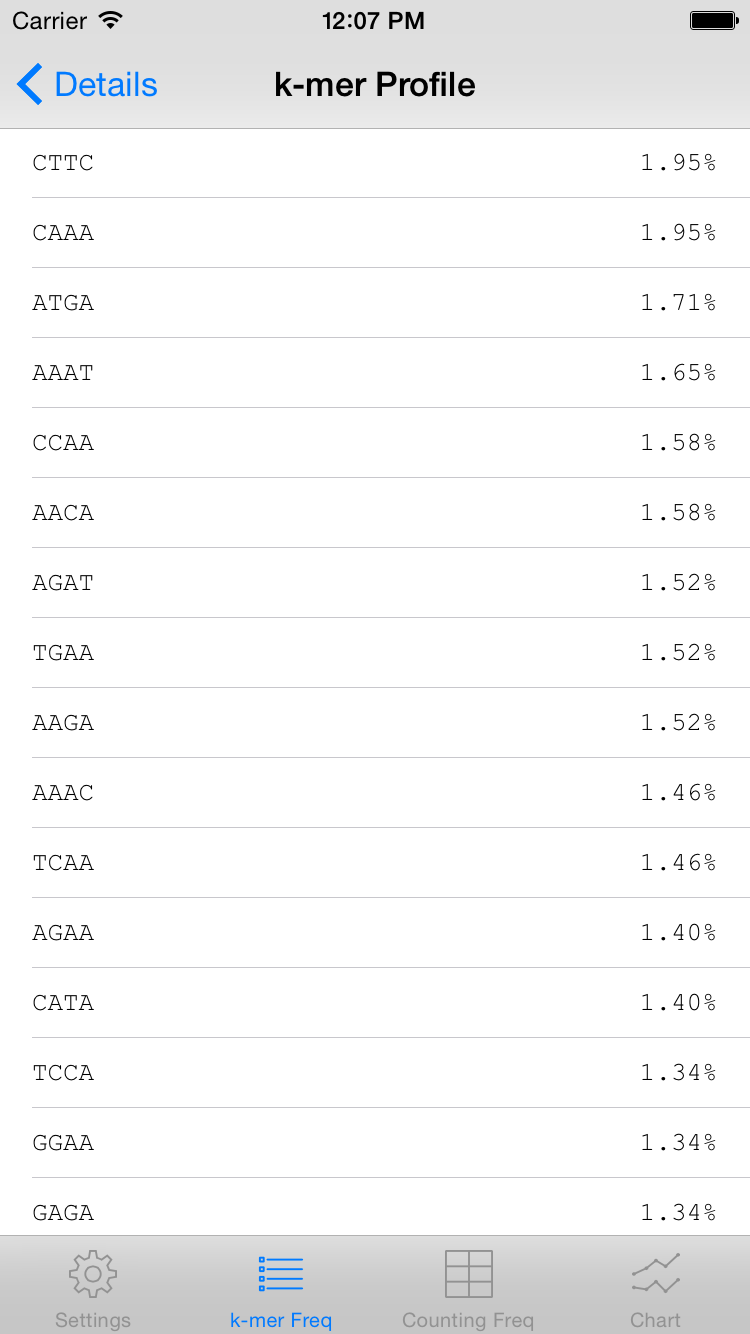 Carrier 12:07 PM
Details k-mer Profile
CTTC 1.95%
CAAA 1.95%
ATGA 1.71%
AAAT 1.65%
CCAA 1.58%
AACA 1.58%
AGAT 1.52%
TGAA 1.52%
AAGA 1.52%
AAAC 1.46%
TCAA 1.46%
AGAA 1.40%
CATA 1.40%
TCCA 1.34%
GGAA 1.34%
GAGA 1.34%
Settings k-mer Freq Counting Freq Chart